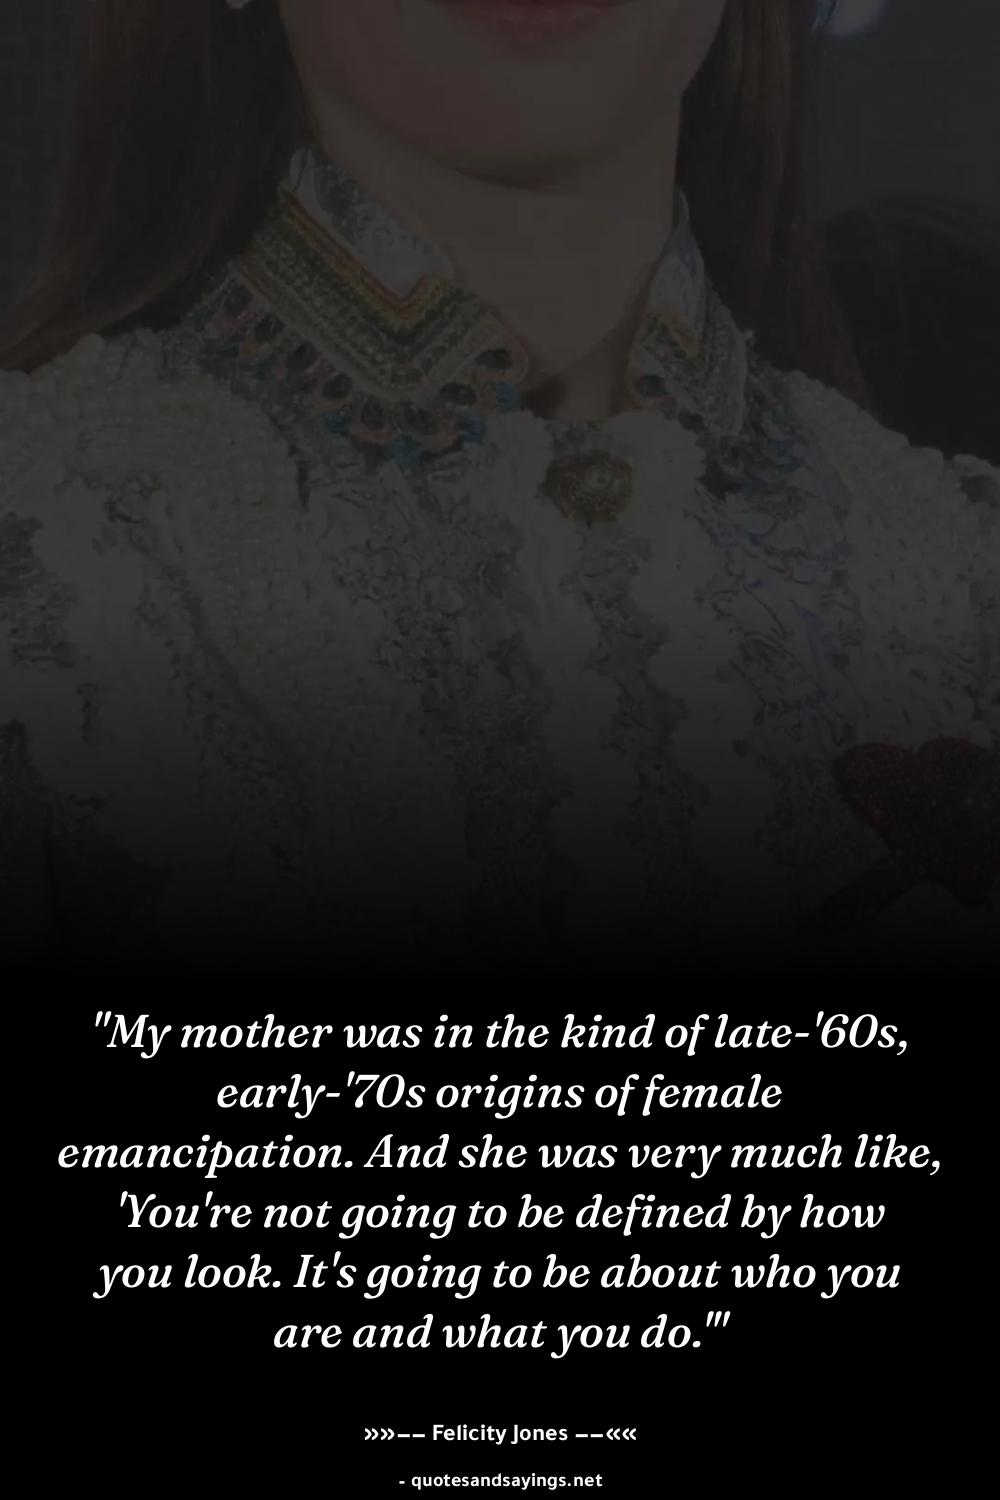 "My mother was in the kind of late-'60s,
early-'70s origins of female
emancipation. And she was very much like,
'You're not going to be defined by how
you look. It's going to be about who you
are and what you do.'"
»»−− Felicity Jones −−««
- quotesandsayings.net